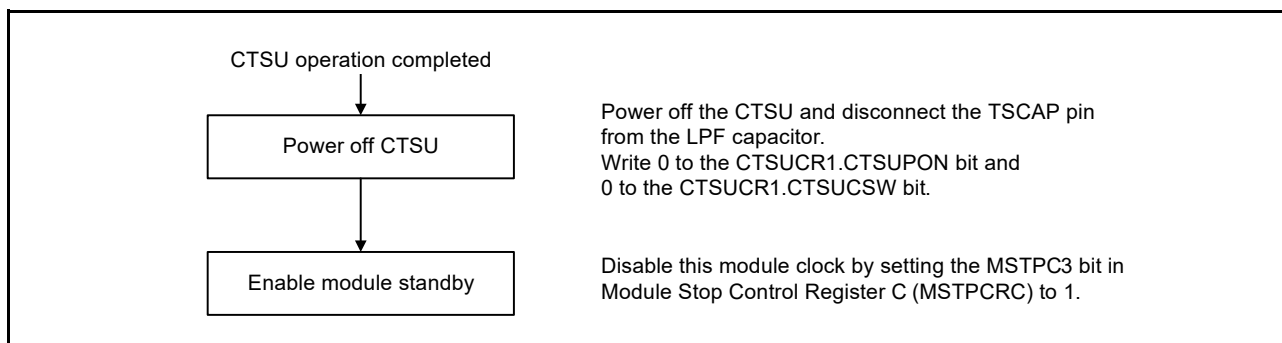 CTSU operation completed
Power off CTSU
Power off the CTSU and disconnect the TSCAP pin
from the LPF capacitor.
Write 0 to the CTSUCR1.CTSUPON bit and
0 to the CTSUCR1.CTSUCSW bit.
Enable module standby
Disable this module clock by setting the MSTPC3 bit in
Module Stop Control Register C (MSTPCRC) to 1.